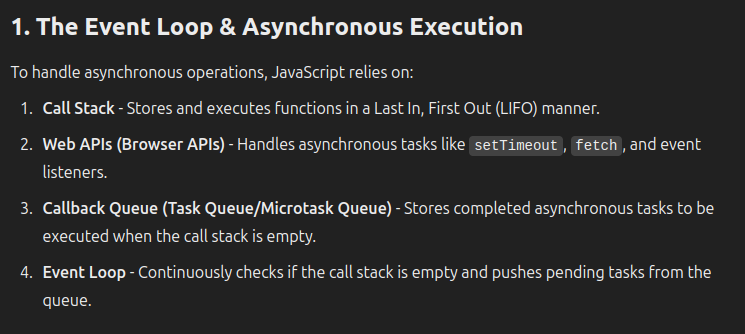 1. The Event Loop & Asynchronous Execution
To handle asynchronous operations, JavaScript relies on:
1. Call Stack - Stores and executes functions in a Last In, First Out (LIFO) manner.
2. Web APIs (Browser APIs) - Handles asynchronous tasks like setTimeout, fetch, and event
listeners.
3. Callback Queue (Task Queue/Microtask Queue) - Stores completed asynchronous tasks to be
executed when the call stack is empty.
4. Event Loop - Continuously checks if the call stack is empty and pushes pending tasks from the
queue.